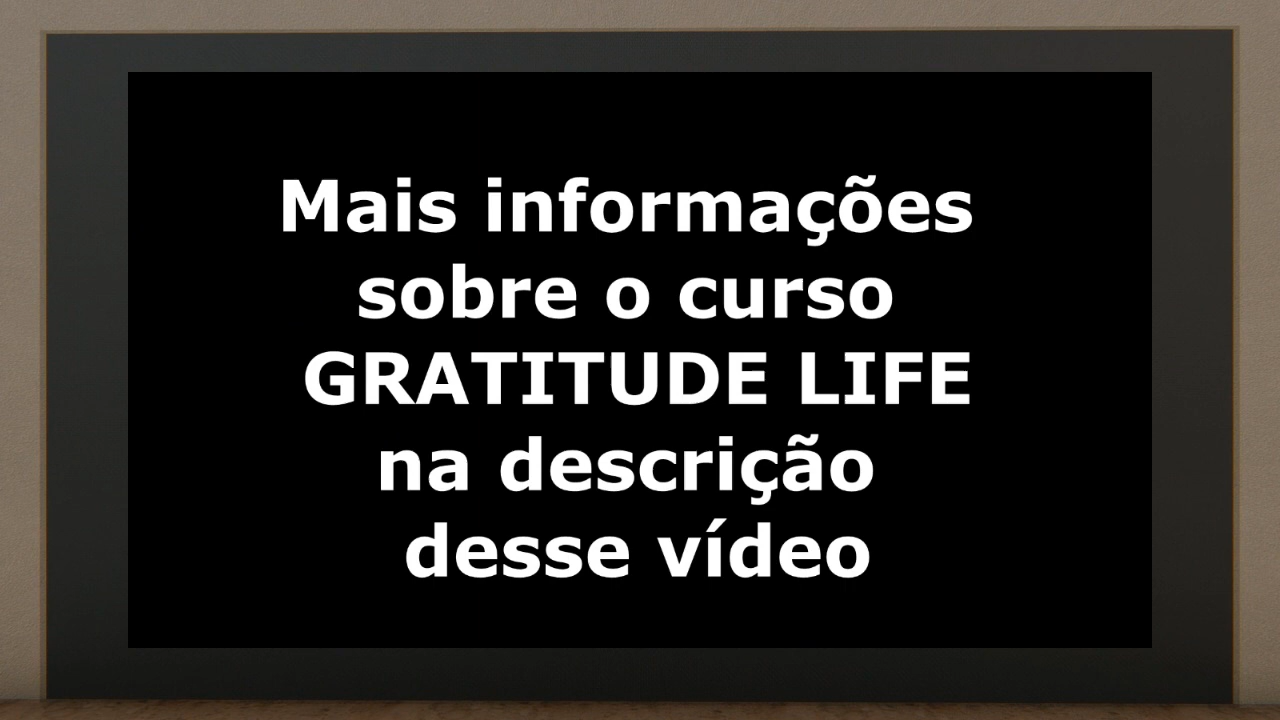 Mais informações
sobre o curso
GRATITUDE LIFE
na descrição
desse vídeo